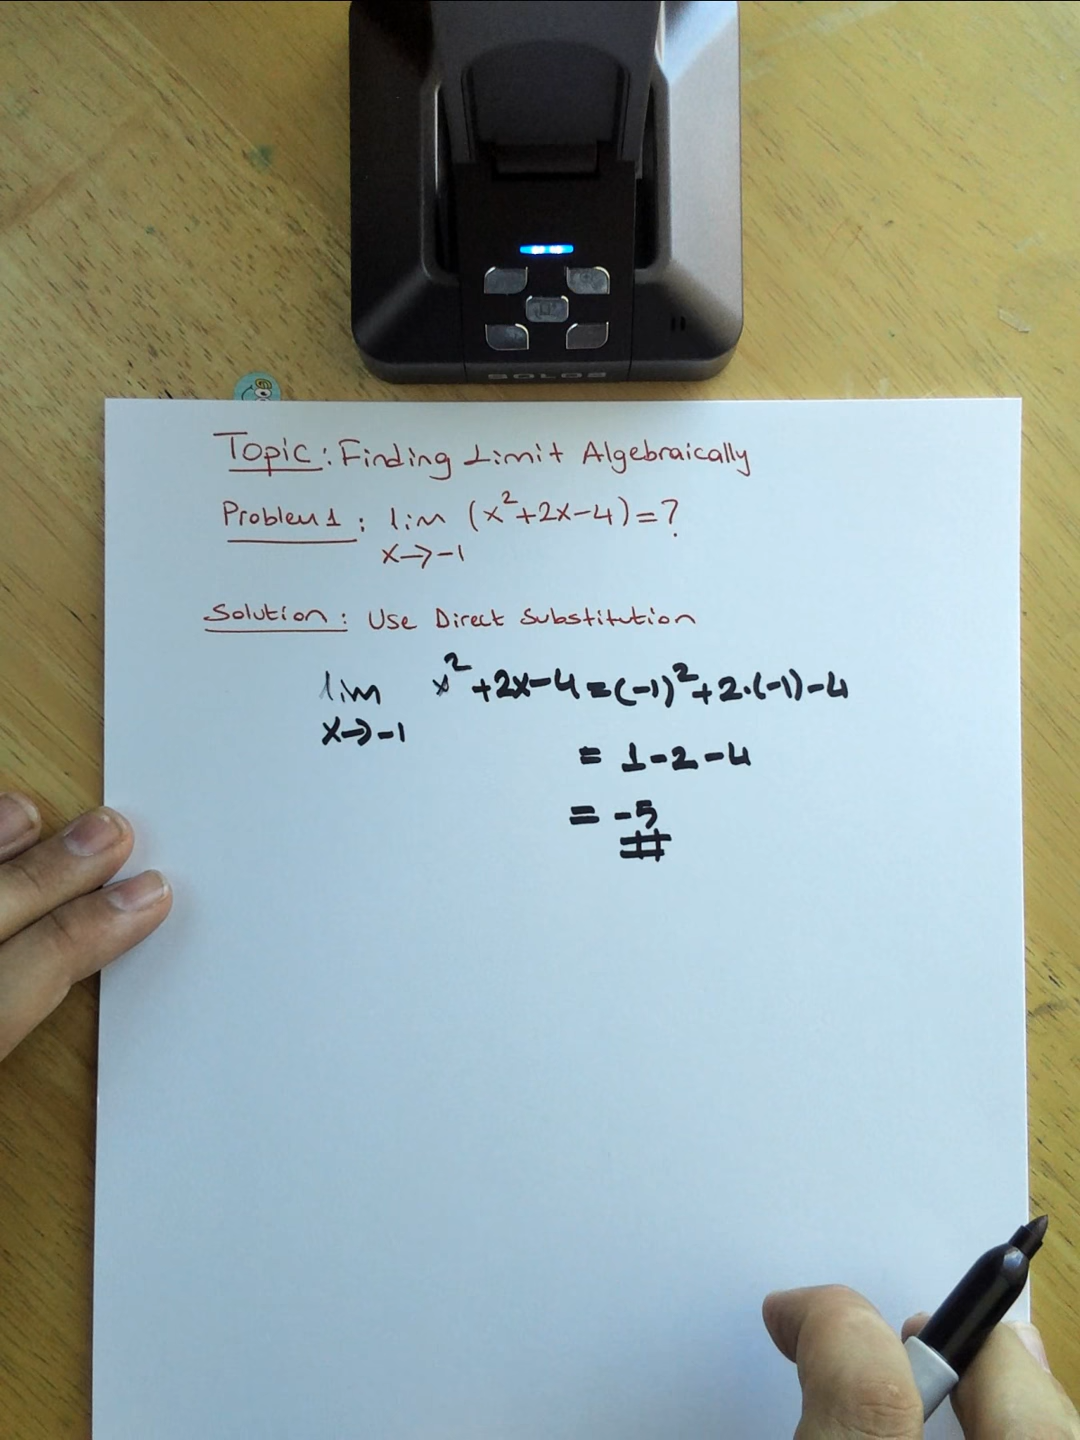 SOLO8
Topic: Finding Limit Algebraically
Problem 1: lim (x²+2x-4)=?
x→-1
Solution: Use Direct Substitution
lim x²+2x-4=(-1)²+2·(-1)-4
x→-1
= 1-2-4
= -5